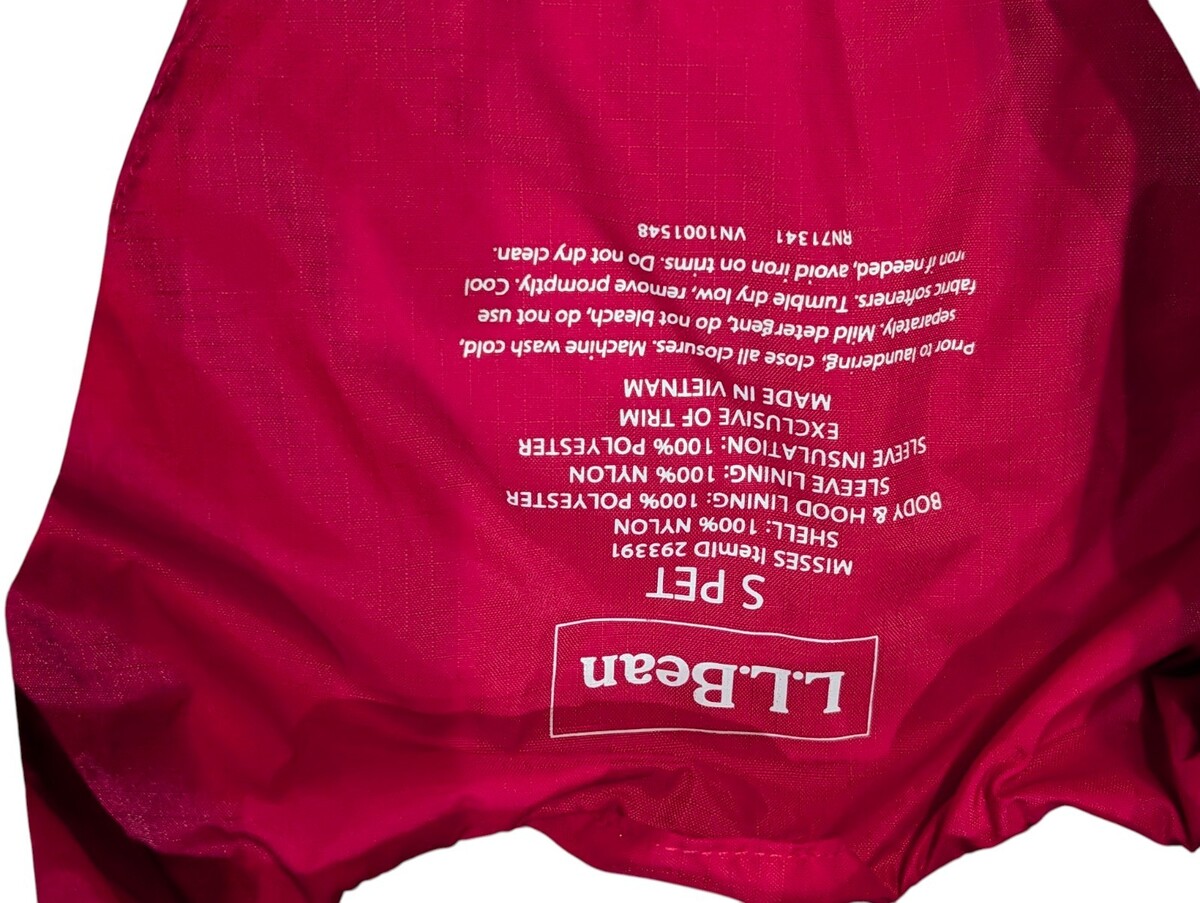 L.L.Bean
S PET
MISSES ItemID 293391
SHELL: 100% NYLON
BODY & HOOD LINING: 100% POLYESTER
SLEEVE LINING: 100% NYLON
SLEEVE INSULATION: 100% POLYESTER
EXCLUSIVE OF TRIM
MADE IN VIETNAM
Prior to laundering, close all closures. Machine wash cold,
separately. Mild detergent, do not bleach, do not use
fabric softeners. Tumble dry low, remove promptly. Cool
iron if needed, avoid iron on trims. Do not dry clean.
RN71341 VN1001548